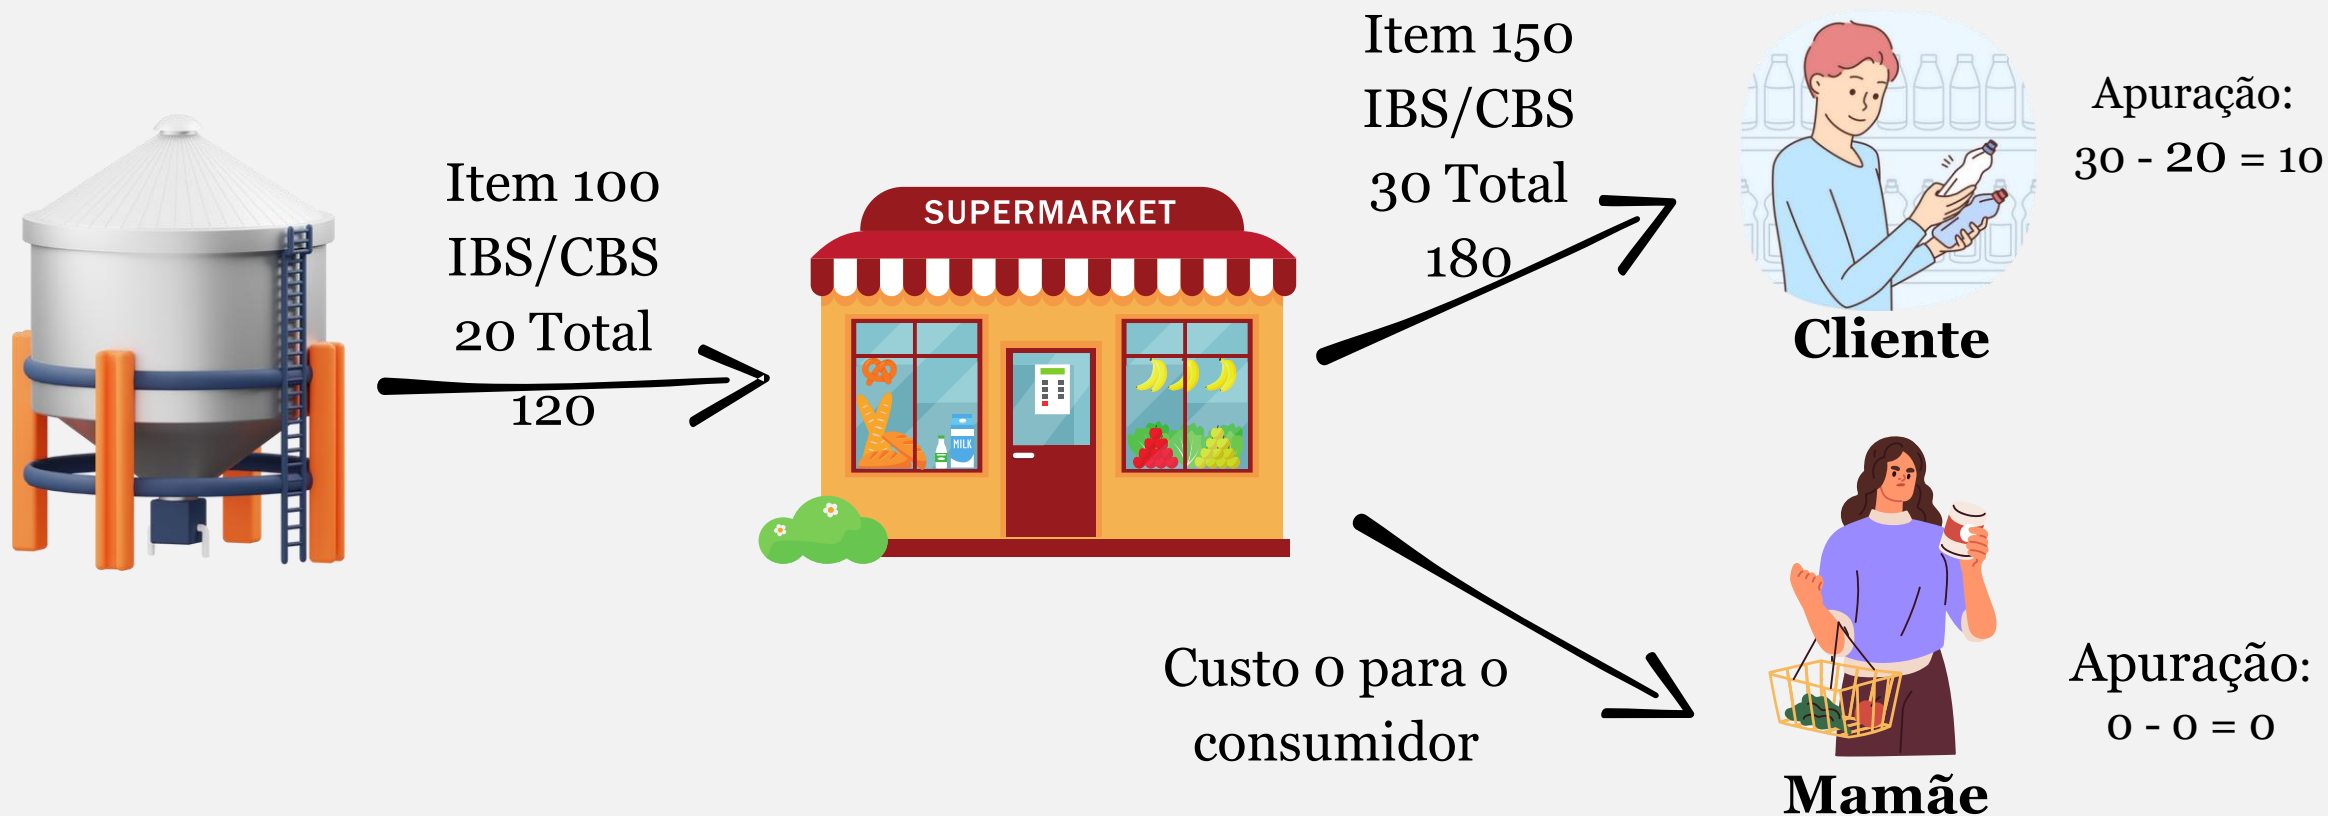 Item 100
IBS/CBS
20 Total
120
SUPERMARKET
MILK
Item 150
IBS/CBS
30 Total
180
Cliente
Apuração:
30 - 20 = 10
Custo 0 para o
consumidor
Mamãe
Apuração:
0 - 0 = 0